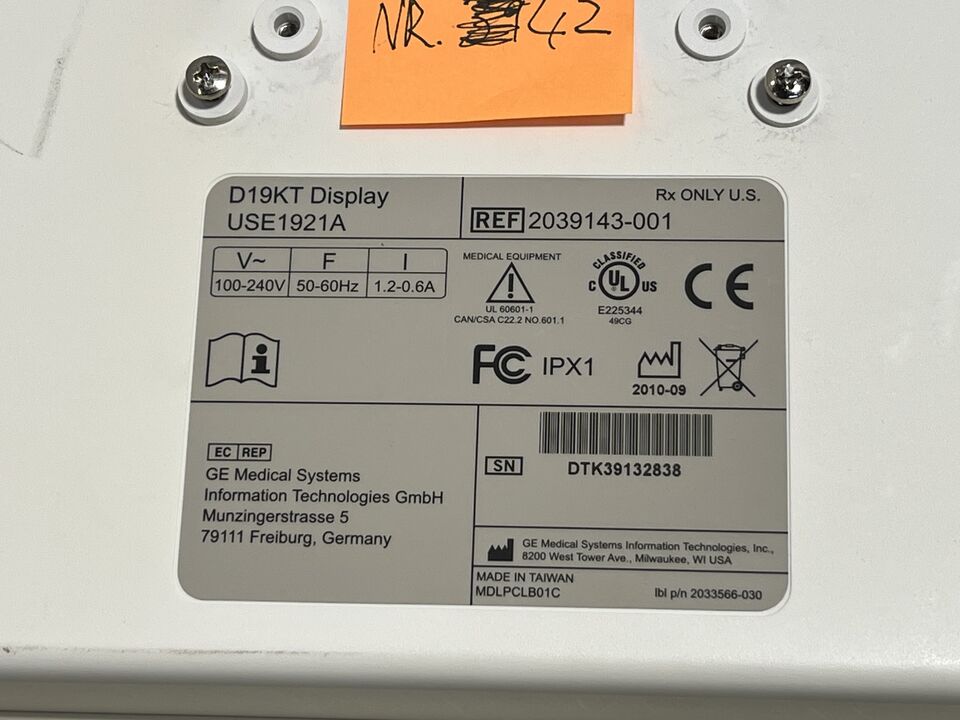 NR. 42
D19KT Display
USE1921A
Rx ONLY U.S.
REF 2039143-001
V~ F I
100-240V 50-60Hz 1.2-0.6A
MEDICAL EQUIPMENT
UL 60601-1
CAN/CSA C22.2 NO.601.1
CLASSIFIED
C UL US
E225344
49CG
CE
FC IPX1
2010-09
EC REP
GE Medical Systems
Information Technologies GmbH
Munzingerstrasse 5
79111 Freiburg, Germany
SN
DTK39132838
GE Medical Systems Information Technologies, Inc.,
8200 West Tower Ave., Milwaukee, WI USA
MADE IN TAIWAN
MDLPCLB01C
lbl p/n 2033566-030